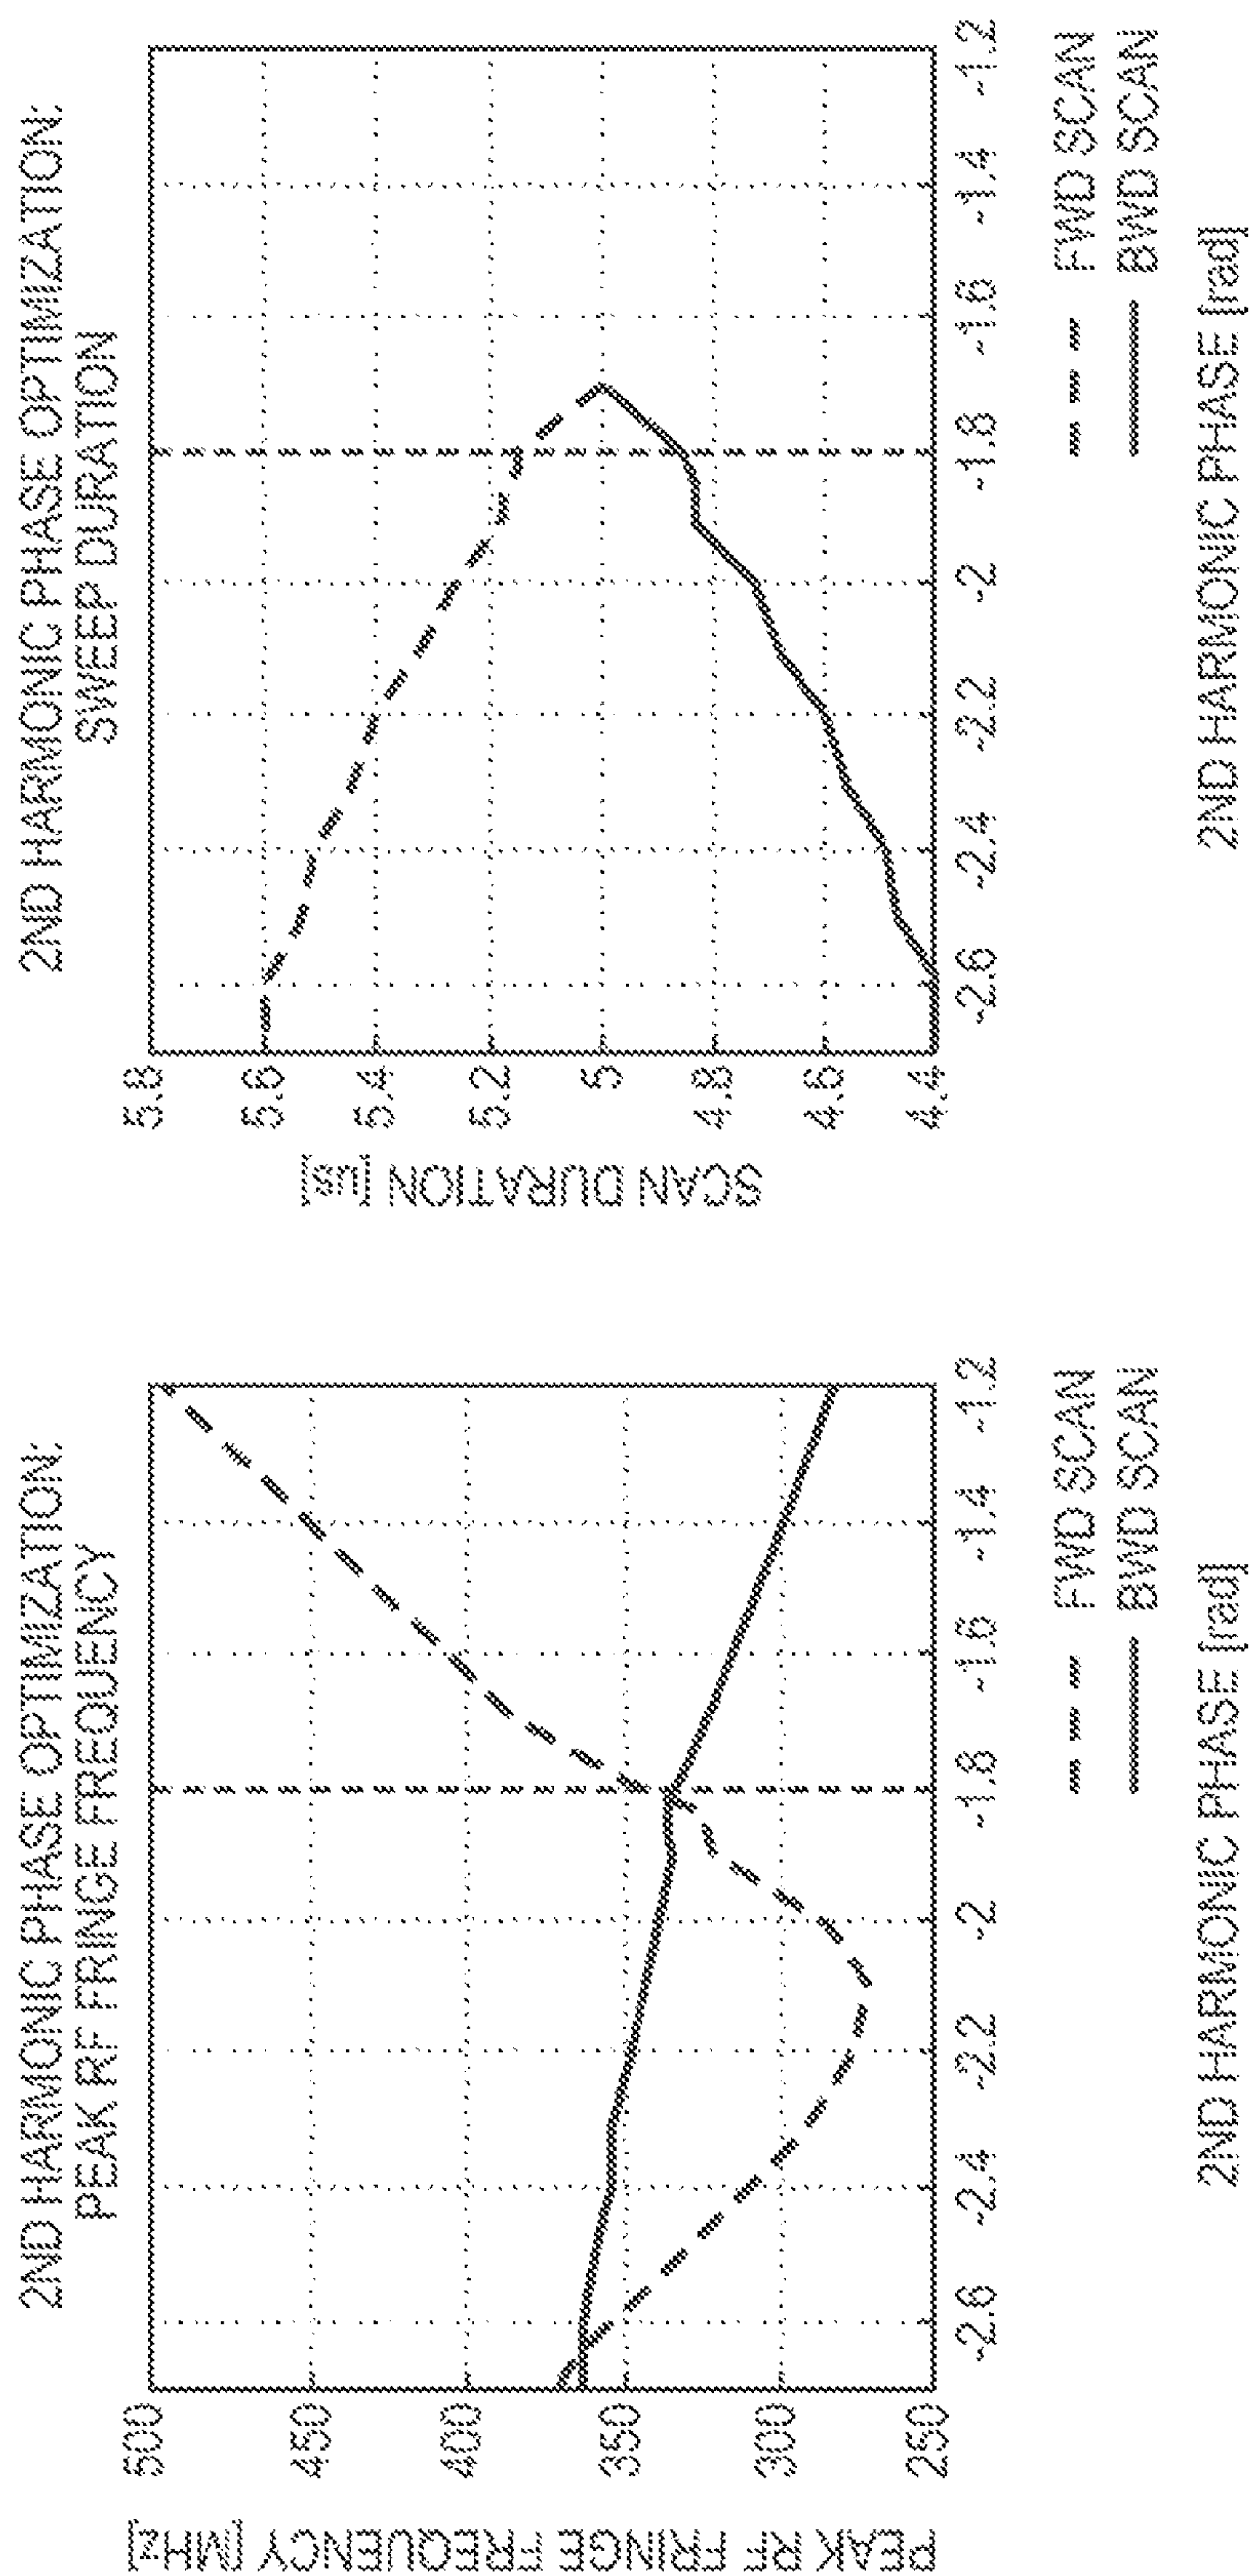 2ND HARMONIC PHASE OPTIMIZATION:
PEAK RF FRINGE FREQUENCY
PEAK RF FRINGE FREQUENCY [MHz]
500
450
400
350
300
250
-2.6
-2.4
-2.2
-2
-1.8
-1.6
-1.4
-1.2
FWD SCAN
BWD SCAN
2ND HARMONIC PHASE [rad]
2ND HARMONIC PHASE OPTIMIZATION:
SWEEP DURATION
SCAN DURATION [us]
5.8
5.6
5.4
5.2
5
4.8
4.6
4.4
-2.6
-2.4
-2.2
-2
-1.8
-1.6
-1.4
-1.2
FWD SCAN
BWD SCAN
2ND HARMONIC PHASE [rad]